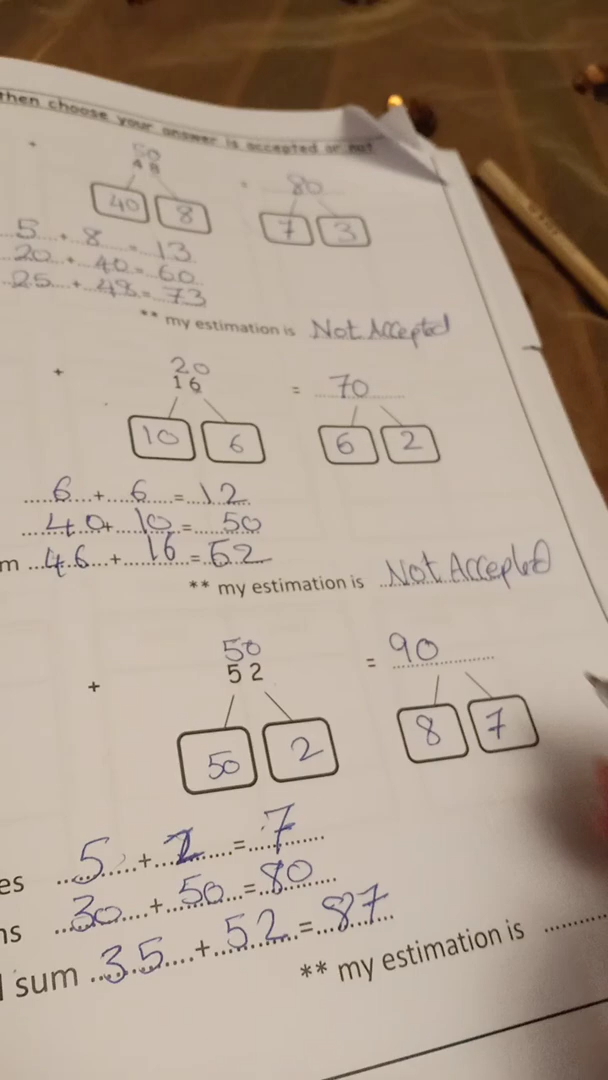 then choose your answer is accepted or not
50
+ 48 = 80
40 8 7 3
5 + 8 = 13
20 + 40 = 60
25 + 48 = 73
** my estimation is Not Accepted
20
+ 16 = 70
10 6 6 2
6 + 6 = 12
40 + 10 = 50
m 46 + 16 = 62
** my estimation is Not Accepted
50
+ 52 = 90
50 2 8 7
es 5 + 2 = 7
ns 30 + 50 = 80
sum 35 + 52 = 87
** my estimation is